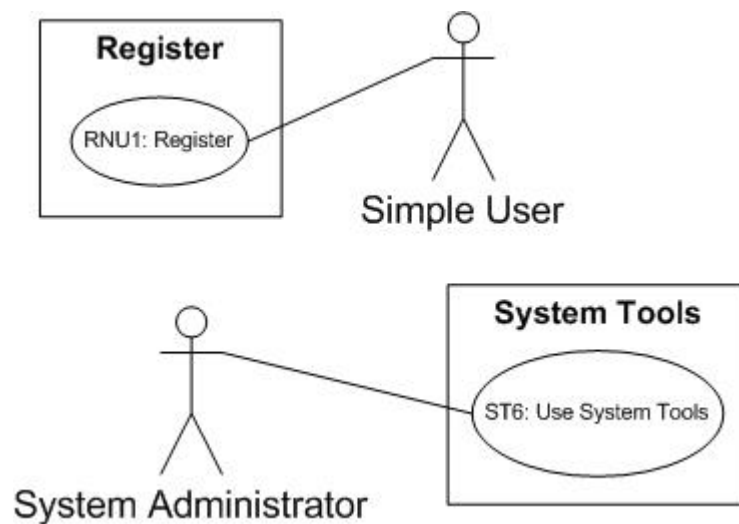 Register
RNU1: Register
Simple User
System Tools
ST6: Use System Tools
System Administrator